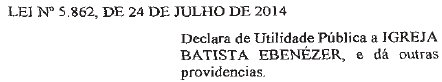 LEI Nº 5.862, DE 24 DE JULHO DE 2014
Declara de Utilidade Pública a IGREJA
BATISTA EBENÉZER, e dá outras
providencias.